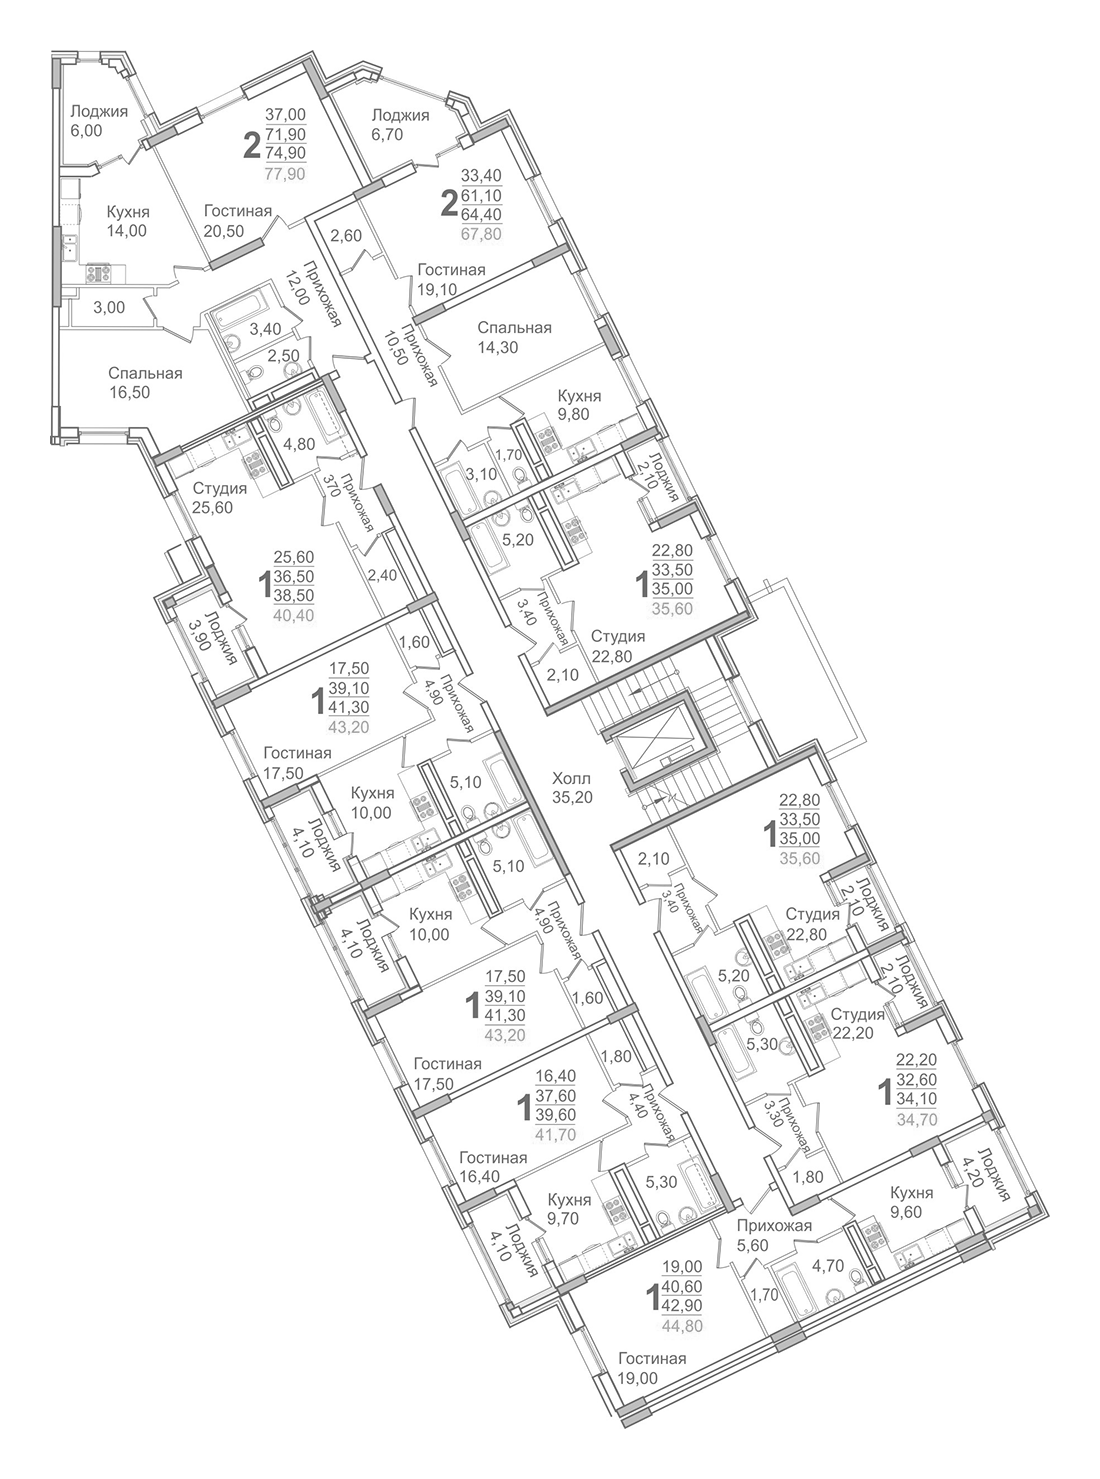 Лоджия
6,00
37,00
2 71,90
74,90
77,90
Лоджия
6,70
Кухня
14,00
Гостиная
20,50
33,40
2 61,10
64,40
67,80
2,60
Гостиная
19,10
3,00
Прихожая
12,00
3,40
2,50
Спальная
16,50
Прихожая
10,50
Спальная
14,30
Кухня
9,80
4,80
1,70
3,10
Студия
25,60
370
Прихожая
Лоджия
2,10
25,60
1 36,50
38,50
40,40
2,40
5,20
22,80
1 33,50
35,00
35,60
Лоджия
3,90
1,60
3,40
Прихожая
Студия
22,80
2,10
17,50
1 39,10
41,30
43,20
4,90
Прихожая
Гостиная
17,50
Кухня
10,00
5,10
Холл
35,20
Лоджия
4,10
22,80
1 33,50
35,00
35,60
5,10
2,10
Прихожая
3,40
Лоджия
2,10
Кухня
10,00
Лоджия
4,10
4,90
Прихожая
Студия
22,80
5,20
17,50
1 39,10
41,30
43,20
1,60
Лоджия
2,10
Студия
22,20
5,30
Гостиная
17,50
1,80
22,20
1 32,60
34,10
34,70
16,40
1 37,60
39,60
41,70
4,40
Прихожая
3,30
Прихожая
Гостиная
16,40
5,30
1,80
Лоджия
4,20
Кухня
9,70
Кухня
9,60
Лоджия
4,10
Прихожая
5,60
19,00
1 40,60
42,90
44,80
1,70
4,70
Гостиная
19,00